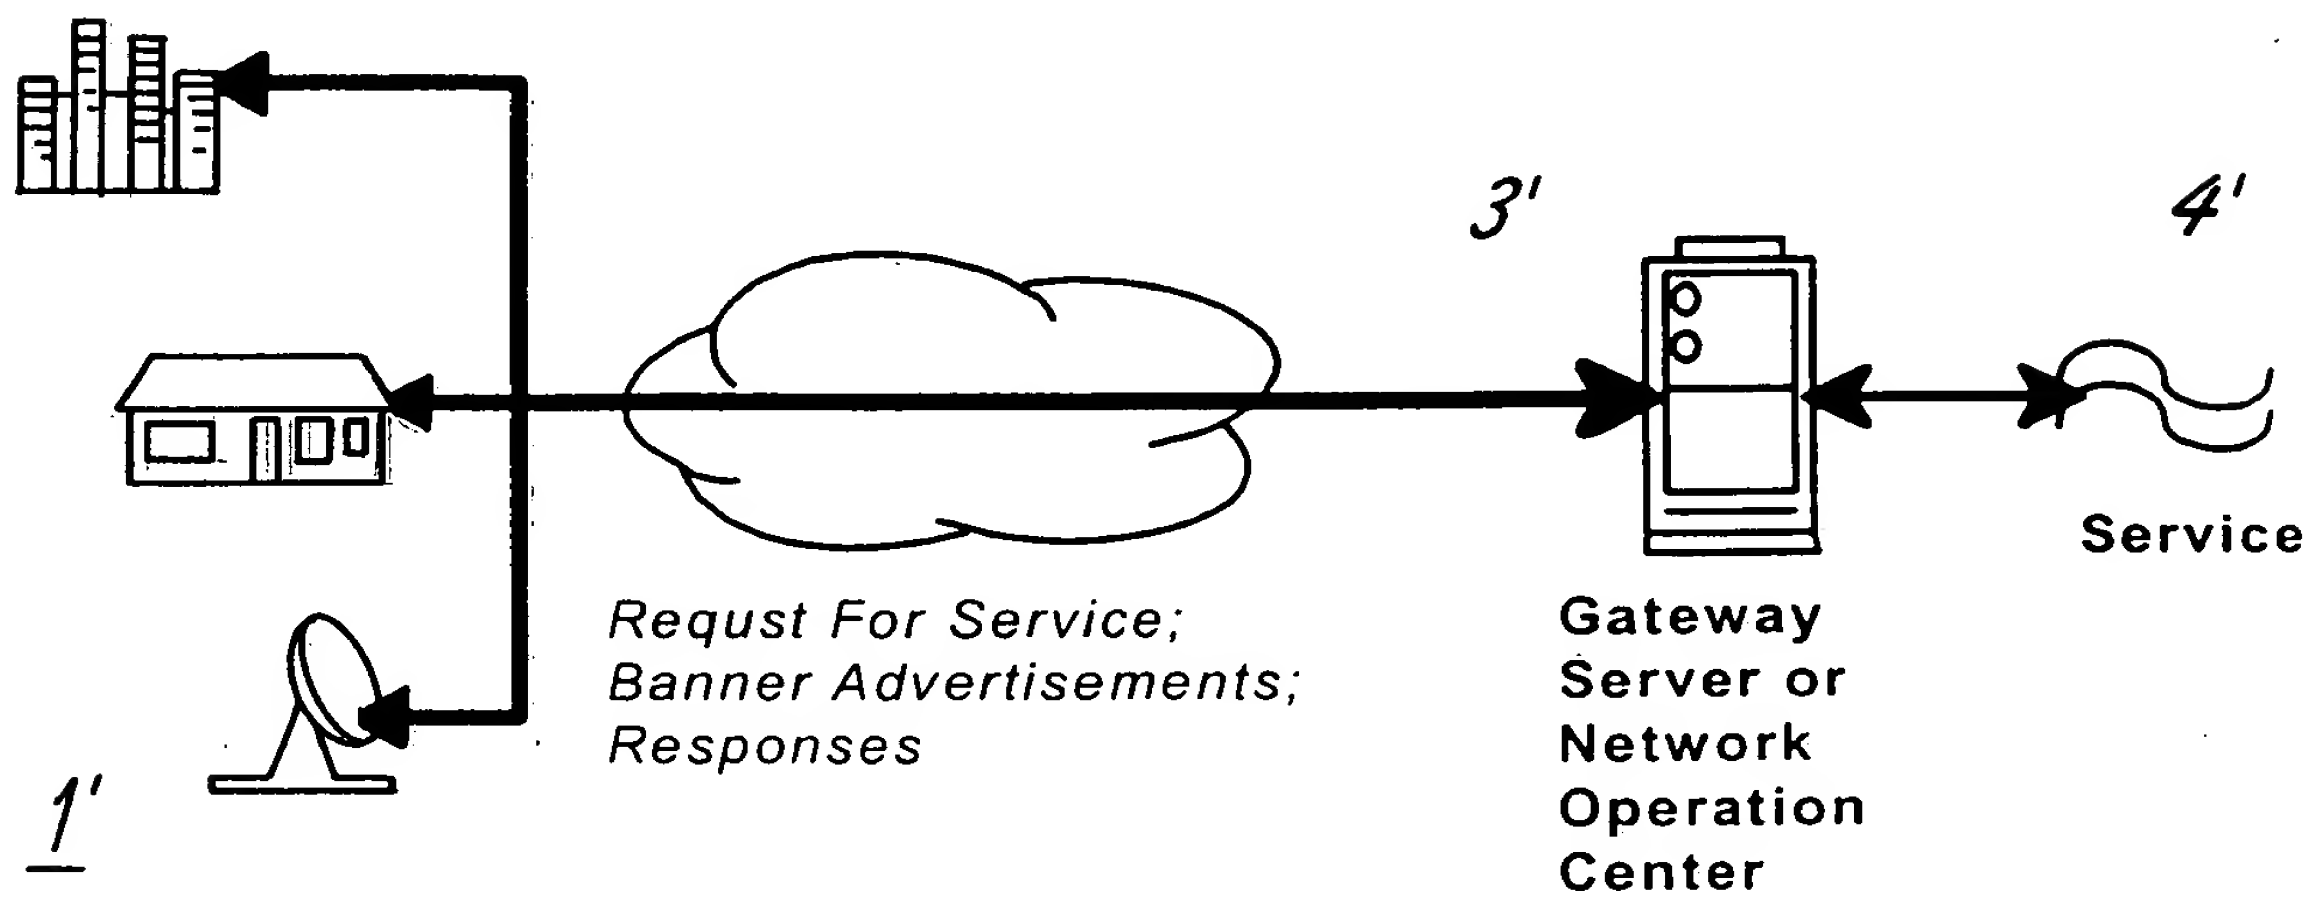 3'
4'
Service
Requst For Service;
Banner Advertisements;
Responses
Gateway
Server or
Network
Operation
Center
1'